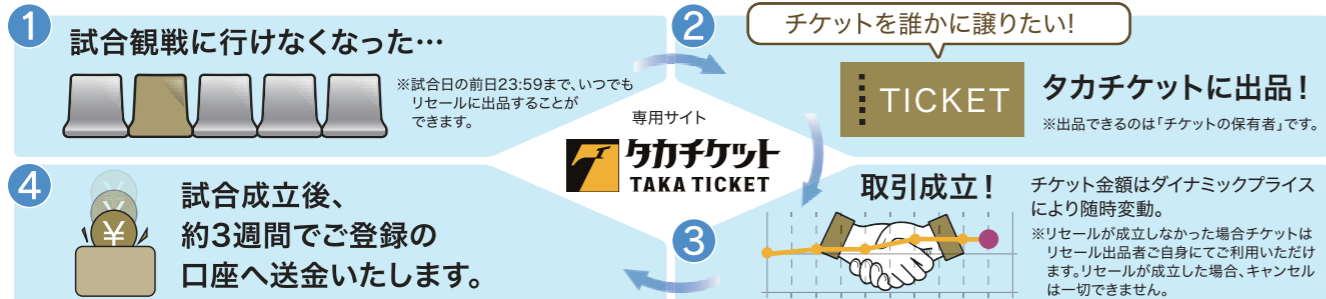 1
試合観戦に行けなくなった…
※試合日の前日23:59まで、いつでも
リセールに出品することが
できます。
2
チケットを誰かに譲りたい!
TICKET
タカチケットに出品!
※出品できるのは「チケットの保有者」です。
専用サイト
T
タカチケット
TAKA TICKET
3
取引成立!
チケット金額はダイナミックプライス
により随時変動。
※リセールが成立しなかった場合チケットは
リセール出品者ご自身にてご利用いただけ
ます。リセールが成立した場合、キャンセル
は一切できません。
4
¥
¥
試合成立後、
約3週間でご登録の
口座へ送金いたします。